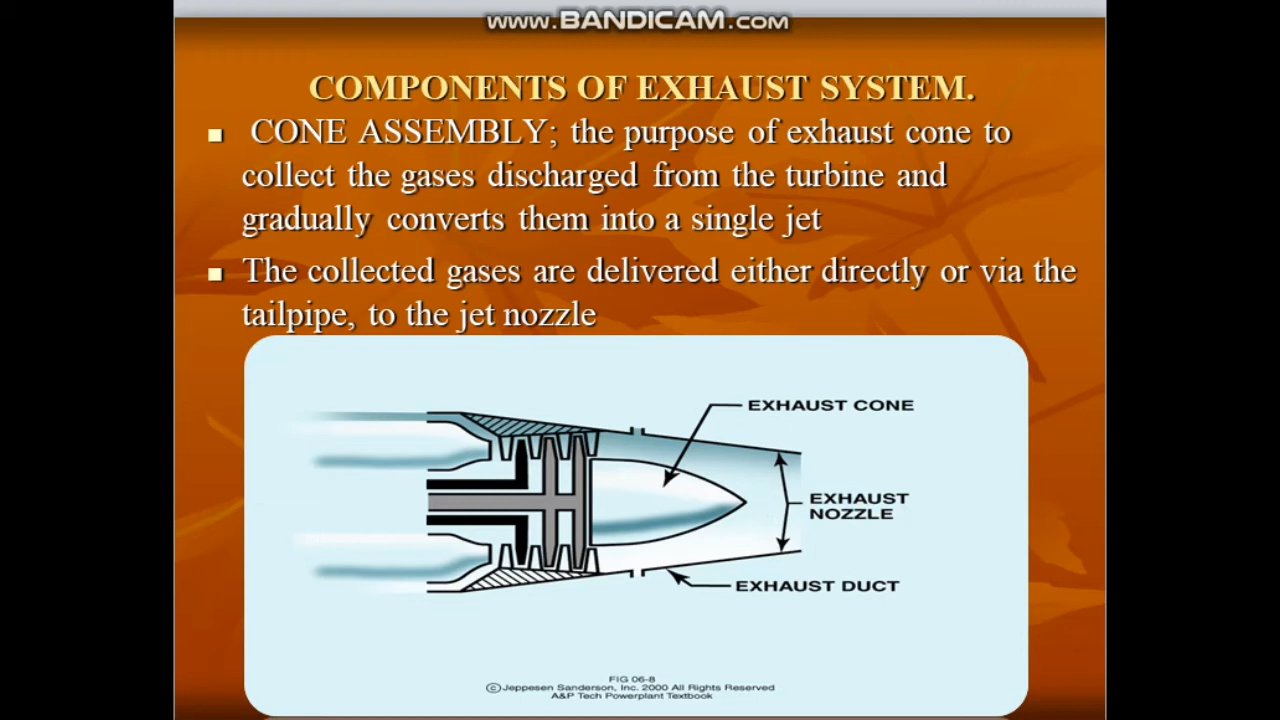 www.BANDICAM.com
COMPONENTS OF EXHAUST SYSTEM.
CONE ASSEMBLY; the purpose of exhaust cone to
collect the gases discharged from the turbine and
gradually converts them into a single jet
The collected gases are delivered either directly or via the
tailpipe, to the jet nozzle
EXHAUST CONE
EXHAUST
NOZZLE
EXHAUST DUCT
FIG 06-8
©Jeppesen Sanderson, Inc. 2000 All Rights Reserved
A&P Tech Powerplant Textbook